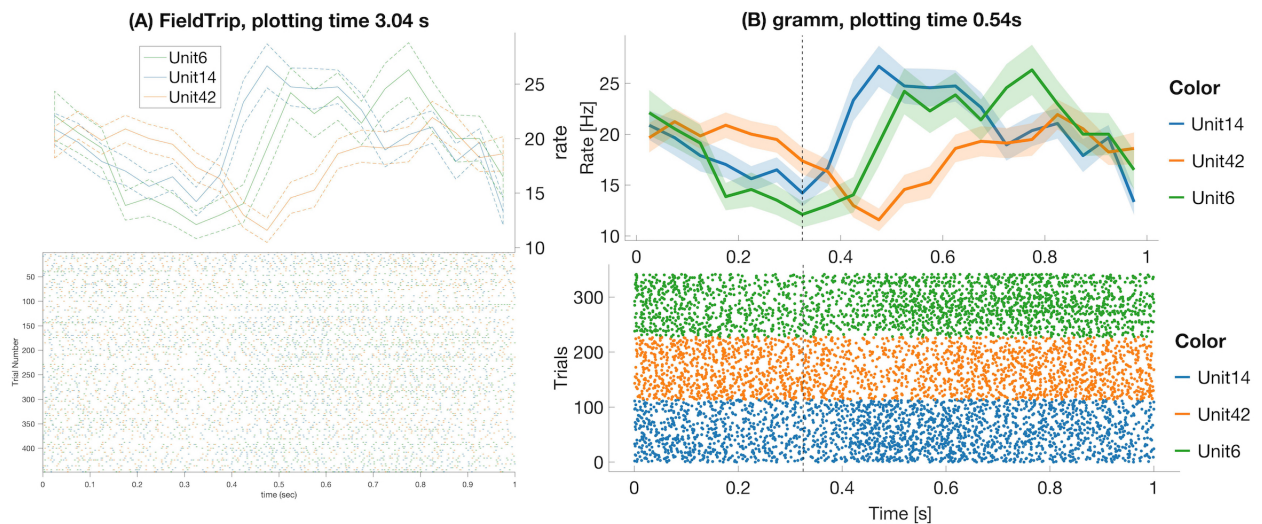 (A) FieldTrip, plotting time 3.04 s
Unit6
Unit14
Unit42
25
20
15
10
rate
50
100
150
200
250
300
350
400
Trial Number
0 0.1 0.2 0.3 0.4 0.5 0.6 0.7 0.8 0.9 1
time (sec)
(B) gramm, plotting time 0.54s
25
20
15
10
Rate [Hz]
0 0.2 0.4 0.6 0.8 1
Color
Unit14
Unit42
Unit6
300
200
100
0
Trials
0 0.2 0.4 0.6 0.8 1
Time [s]
Color
Unit14
Unit42
Unit6